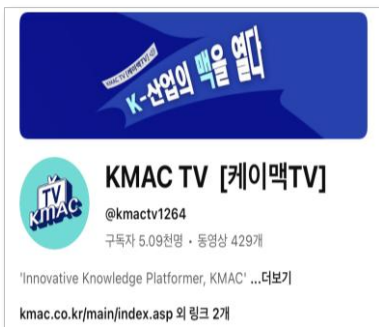 KMAC TV [케이맥TV]
K-산업의 맥을 열다
TV
KMAC
KMAC TV [케이맥TV]
@kmactv1264
구독자 5.09천명 • 동영상 429개
'Innovative Knowledge Platformer, KMAC' ...더보기
kmac.co.kr/main/index.asp 외 링크 2개